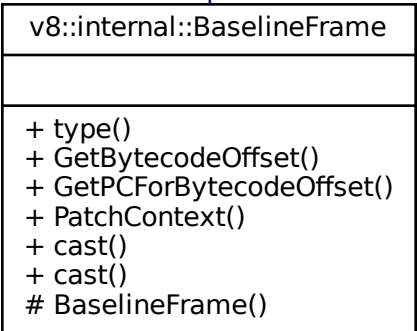 v8::internal::BaselineFrame
+ type()
+ GetBytecodeOffset()
+ GetPCForBytecodeOffset()
+ PatchContext()
+ cast()
+ cast()
# BaselineFrame()